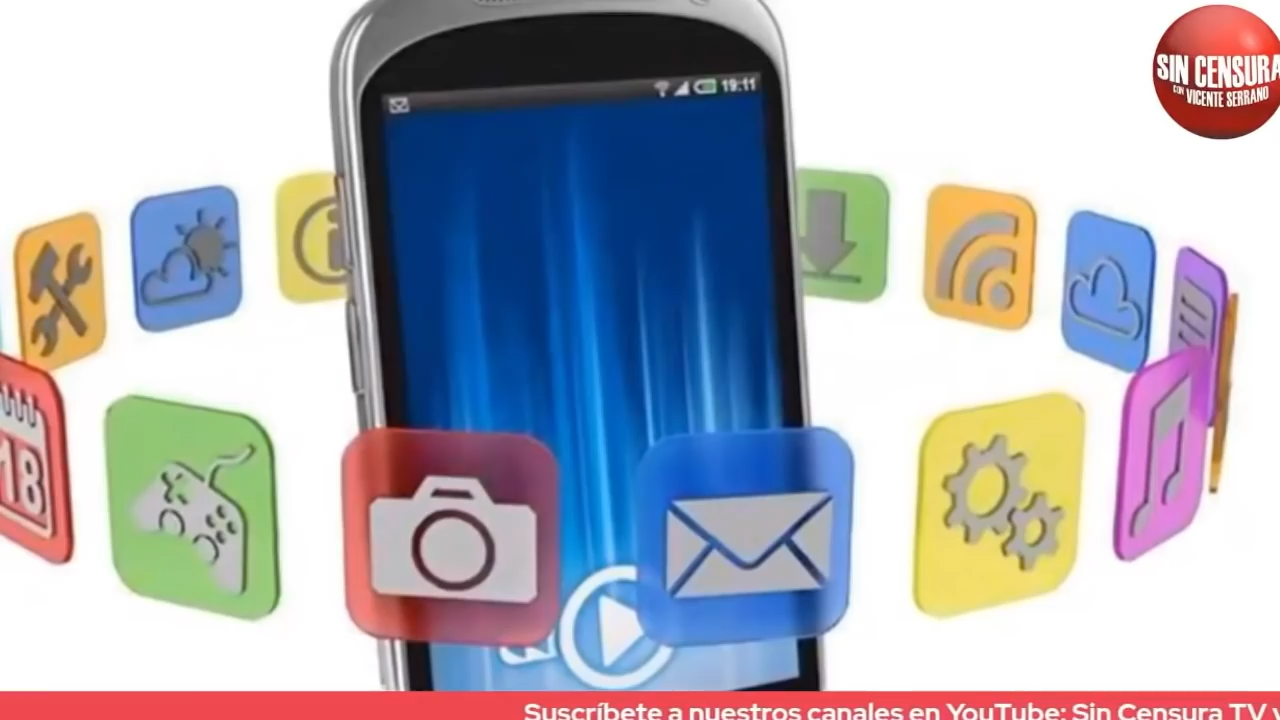 SIN CENSURA
CON VICENTE SERRANO
19:11
18
Suscríbete a nuestros canales en YouTube: Sin Censura TV y